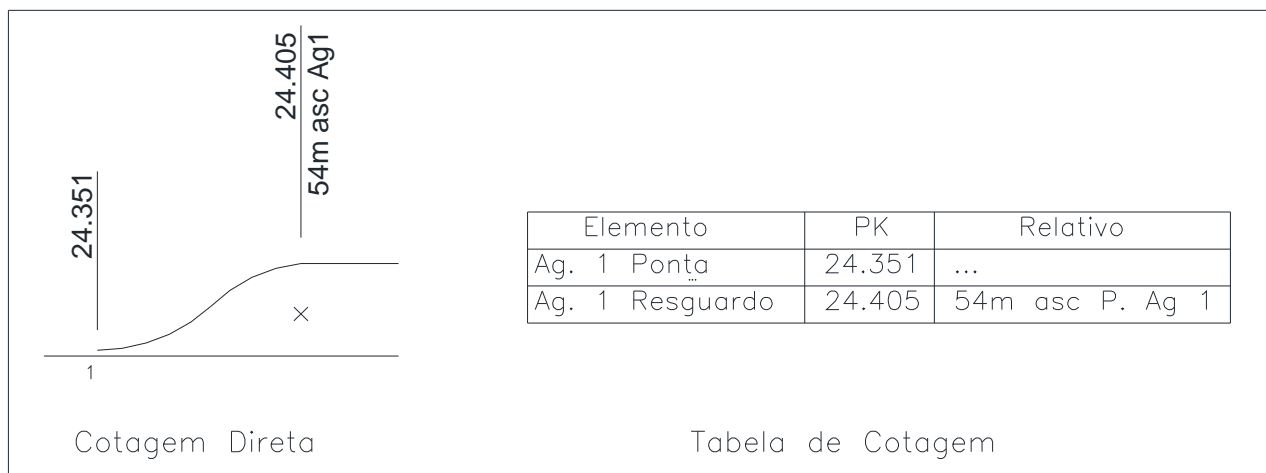 24.351
24.405
54m asc Ag1
1
Cotagem Direta
Elemento PK Relativo
Ag. 1 Ponta 24.351 ...
Ag. 1 Resguardo 24.405 54m asc P. Ag 1
Tabela de Cotagem